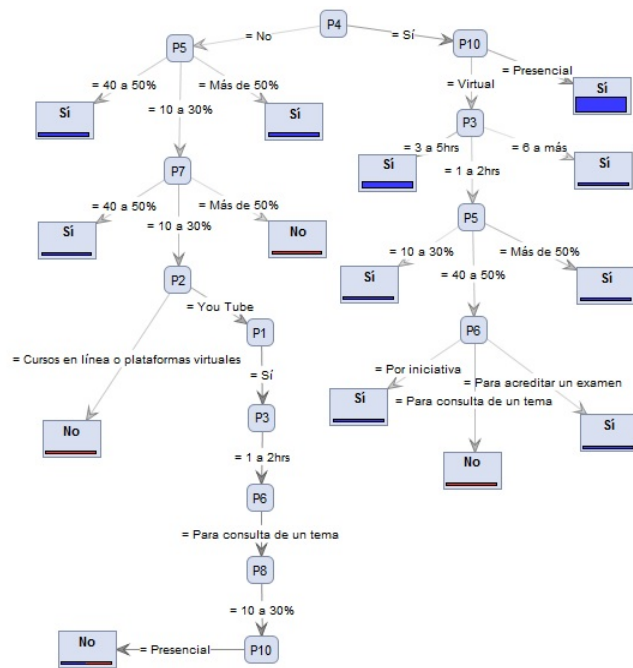 P4
= No
= Sí
P5
P10
= 40 a 50%
= Más de 50%
= Virtual
= Presencial
Sí
= 10 a 30%
Sí
P3
Sí
= 3 a 5hrs
= 6 a más
P7
Sí
= 1 a 2hrs
Sí
= 40 a 50%
= Más de 50%
= 10 a 30%
P5
Sí
No
= 10 a 30%
= Más de 50%
= 40 a 50%
P2
Sí
Sí
= You Tube
P1
P6
= Cursos en línea o plataformas virtuales
= Sí
= Por iniciativa
= Para acreditar un examen
= Para consulta de un tema
P3
Sí
Sí
No
No
= 1 a 2hrs
P6
= Para consulta de un tema
P8
= 10 a 30%
No
= Presencial
P10